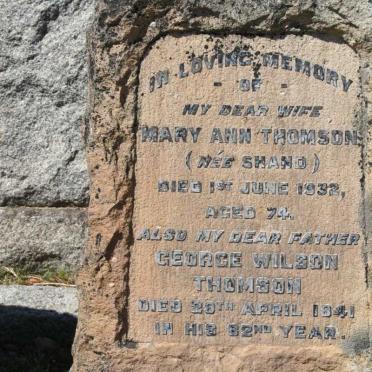 IN LOVING MEMORY
- OF -
MY DEAR WIFE
MARY ANN THOMSON
(NÉE SHAND)
DIED 1ST JUNE 1932,
AGED 74.
ALSO MY DEAR FATHER
GEORGE WILSON
THOMSON
DIED 29TH APRIL 1941
IN HIS 82ND YEAR.